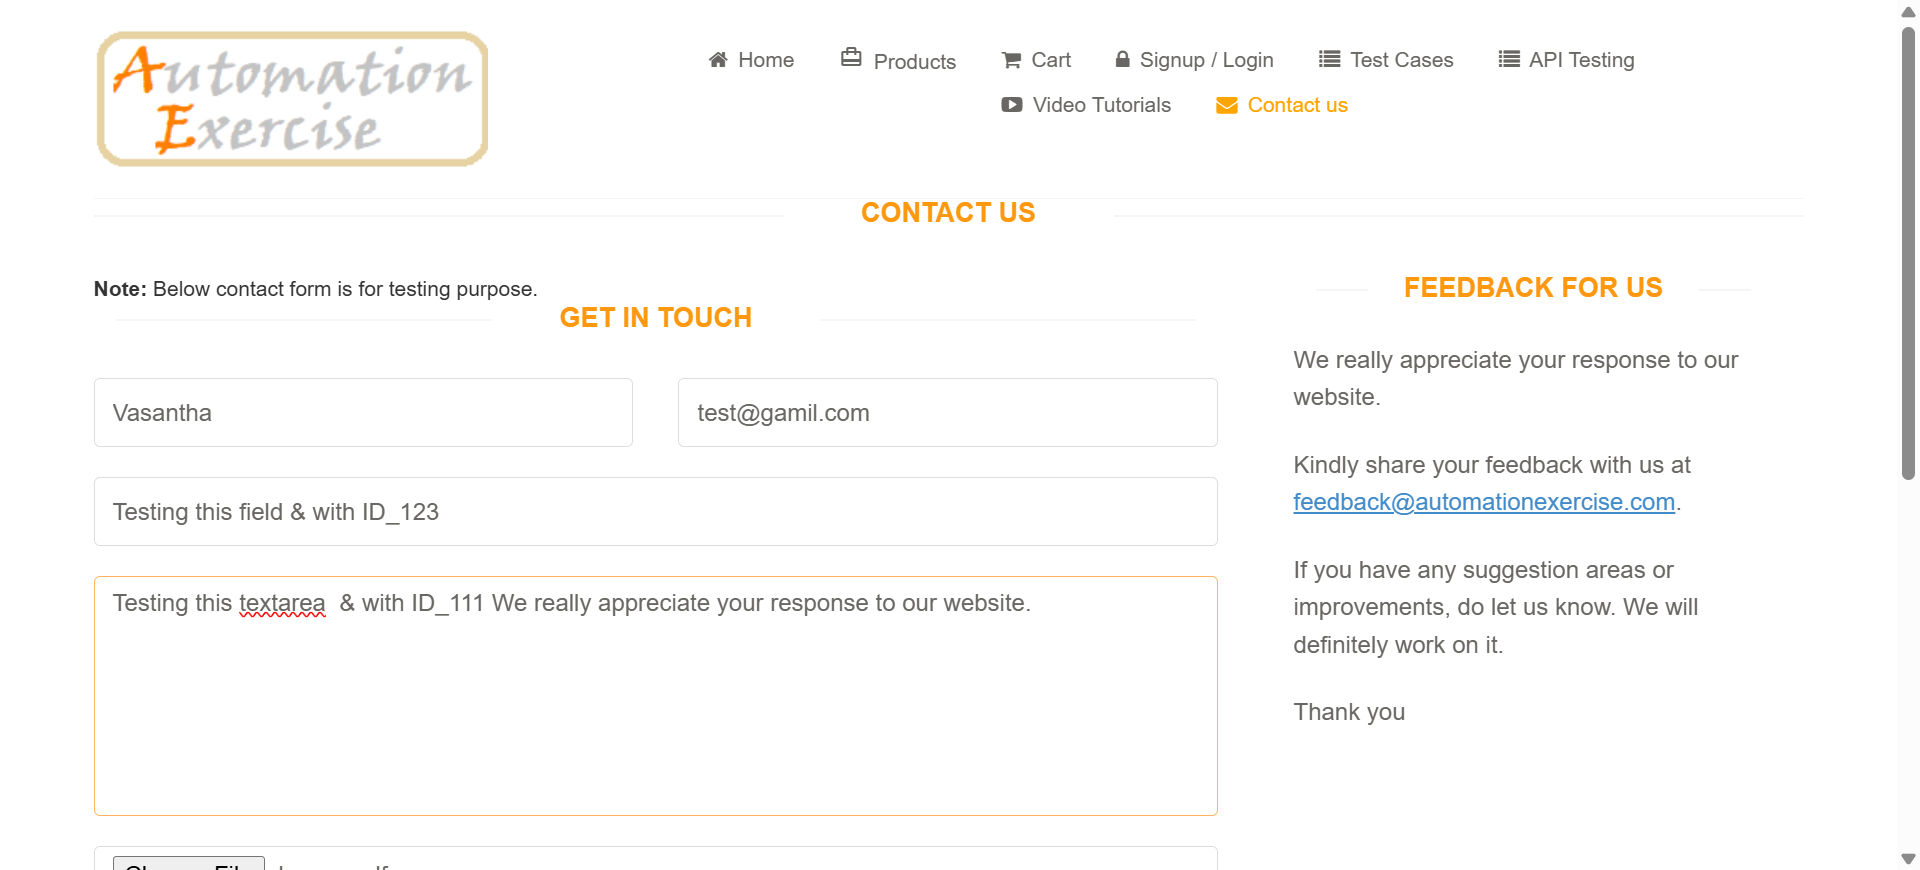 Automation
Exercise
Home
Products
Cart
Signup / Login
Test Cases
API Testing
Video Tutorials
Contact us
CONTACT US
Note: Below contact form is for testing purpose.
GET IN TOUCH
Vasantha
test@gamil.com
Testing this field & with ID_123
Testing this textarea  & with ID_111 We really appreciate your response to our website.
FEEDBACK FOR US
We really appreciate your response to our
website.
Kindly share your feedback with us at
feedback@automationexercise.com.
If you have any suggestion areas or
improvements, do let us know. We will
definitely work on it.
Thank you